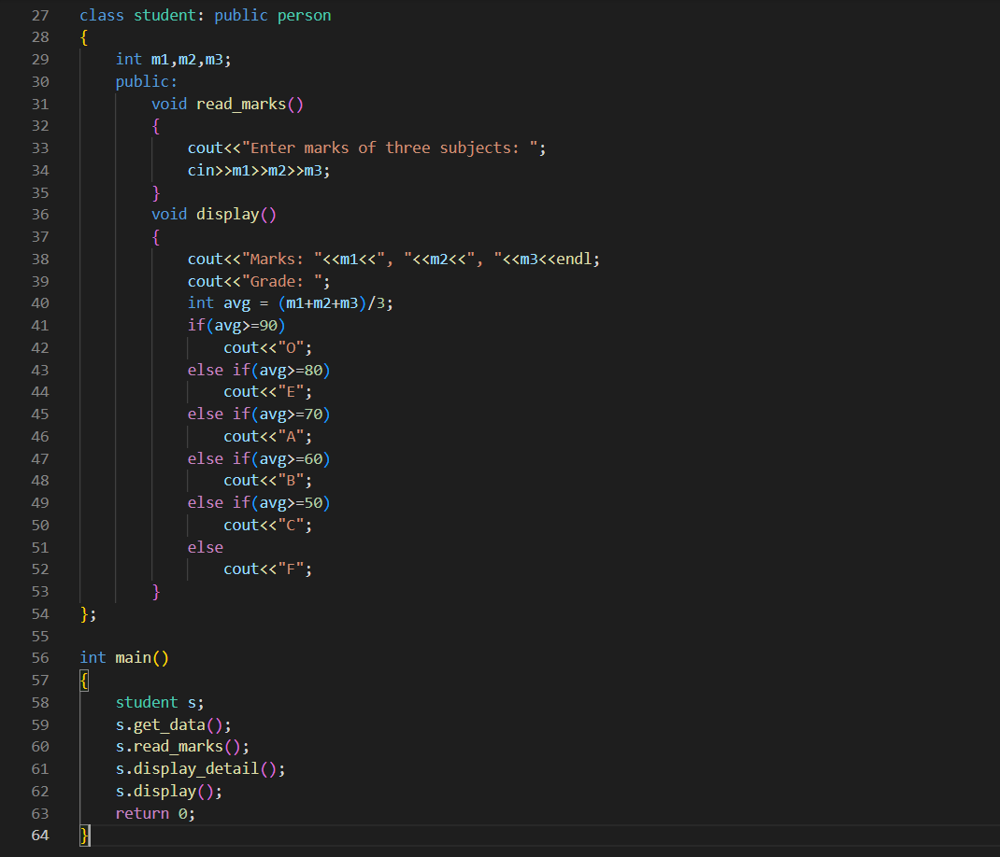 27 class student: public person
28 {
29     int m1,m2,m3;
30     public:
31         void read_marks()
32         {
33             cout<<"Enter marks of three subjects: ";
34             cin>>m1>>m2>>m3;
35         }
36         void display()
37         {
38             cout<<"Marks: "<<m1<<", "<<m2<<", "<<m3<<endl;
39             cout<<"Grade: ";
40             int avg = (m1+m2+m3)/3;
41             if(avg>=90)
42                 cout<<"O";
43             else if(avg>=80)
44                 cout<<"E";
45             else if(avg>=70)
46                 cout<<"A";
47             else if(avg>=60)
48                 cout<<"B";
49             else if(avg>=50)
50                 cout<<"C";
51             else
52                 cout<<"F";
53         }
54 };
55
56 int main()
57 {
58     student s;
59     s.get_data();
60     s.read_marks();
61     s.display_detail();
62     s.display();
63     return 0;
64 }